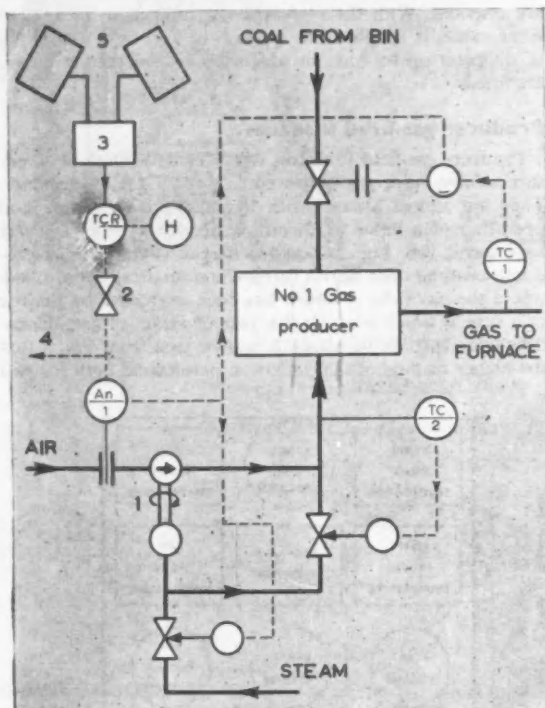 5
COAL FROM BIN
3
TCR
1
H
TC
1
2
No 1 Gas
producer
GAS TO
FURNACE
4
An
1
TC
2
AIR
1
STEAM